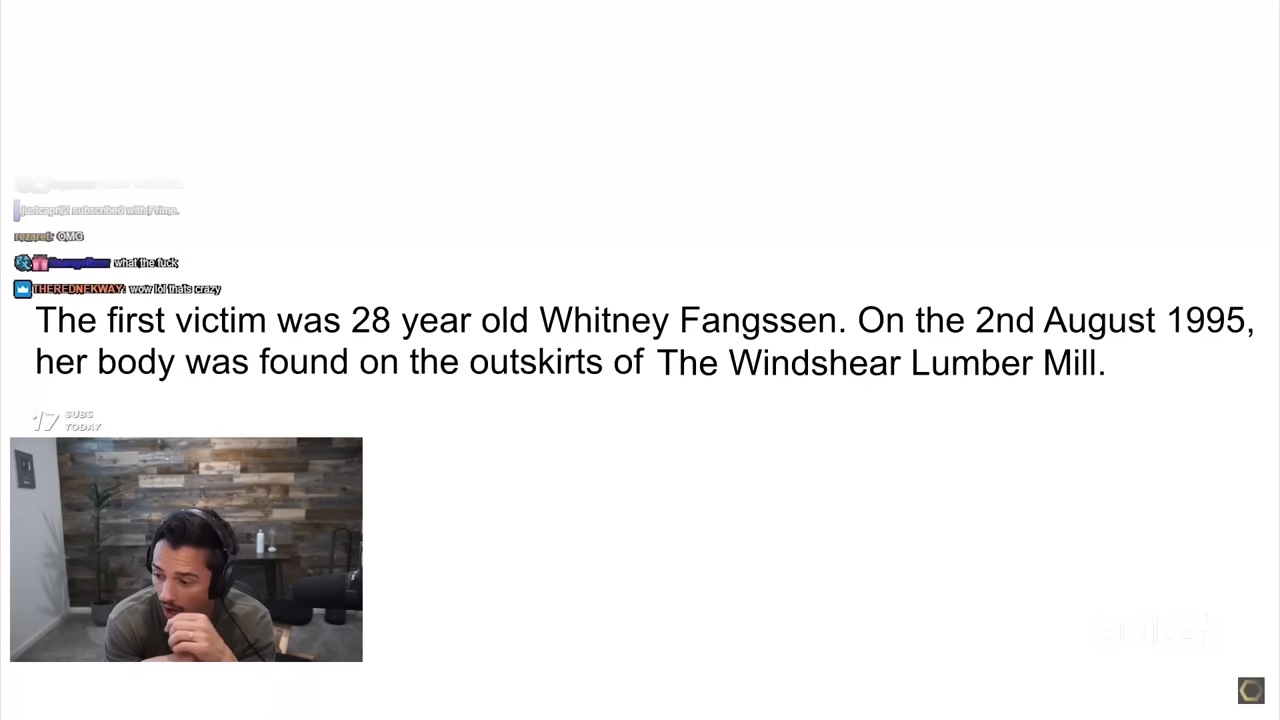 justcaprii2 subscribed with Prime.
rezaref: OMG
what the fuck
THEREDNEKWAY: wow lol thats crazy
The first victim was 28 year old Whitney Fangssen. On the 2nd August 1995,
her body was found on the outskirts of The Windshear Lumber Mill.
17 SUBS
TODAY